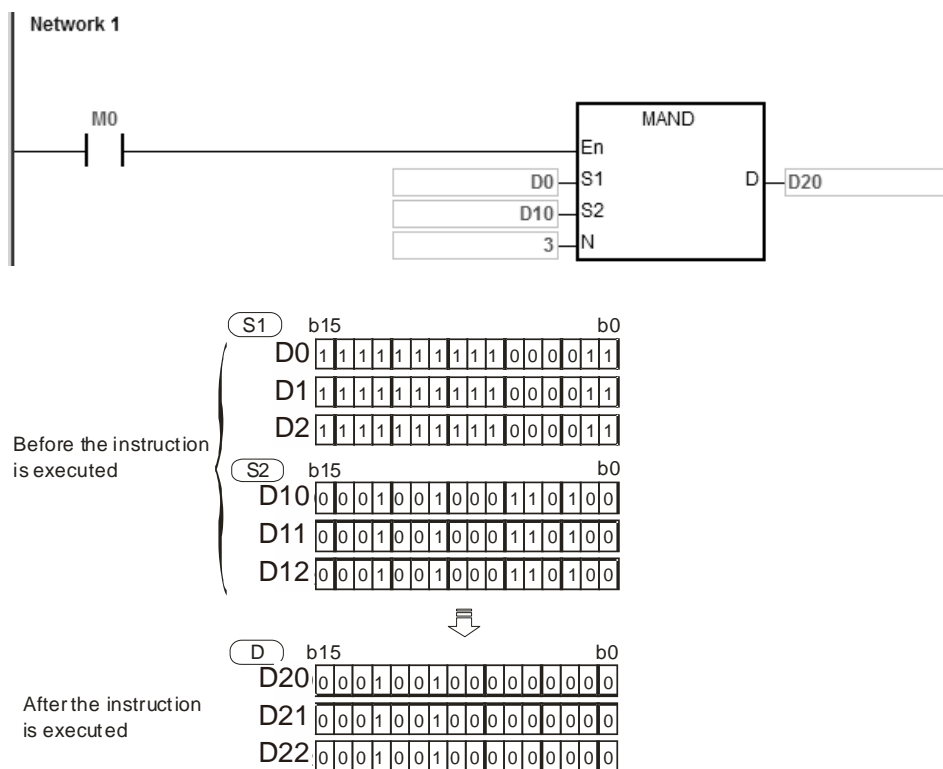 Network 1
M0
MAND
En
D0 S1 D D20
D10 S2
3 N
S1 b15 b0
D0 1 1 1 1 1 1 1 1 1 1 0 0 0 0 1 1
D1 1 1 1 1 1 1 1 1 1 1 0 0 0 0 1 1
D2 1 1 1 1 1 1 1 1 1 1 0 0 0 0 1 1
Before the instruction
is executed
S2 b15 b0
D10 0 0 0 1 0 0 1 0 0 0 1 1 0 1 0 0
D11 0 0 0 1 0 0 1 0 0 0 1 1 0 1 0 0
D12 0 0 0 1 0 0 1 0 0 0 1 1 0 1 0 0
D b15 b0
D20 0 0 0 1 0 0 1 0 0 0 0 0 0 0 0 0
After the instruction
is executed
D21 0 0 0 1 0 0 1 0 0 0 0 0 0 0 0 0
D22 0 0 0 1 0 0 1 0 0 0 0 0 0 0 0 0